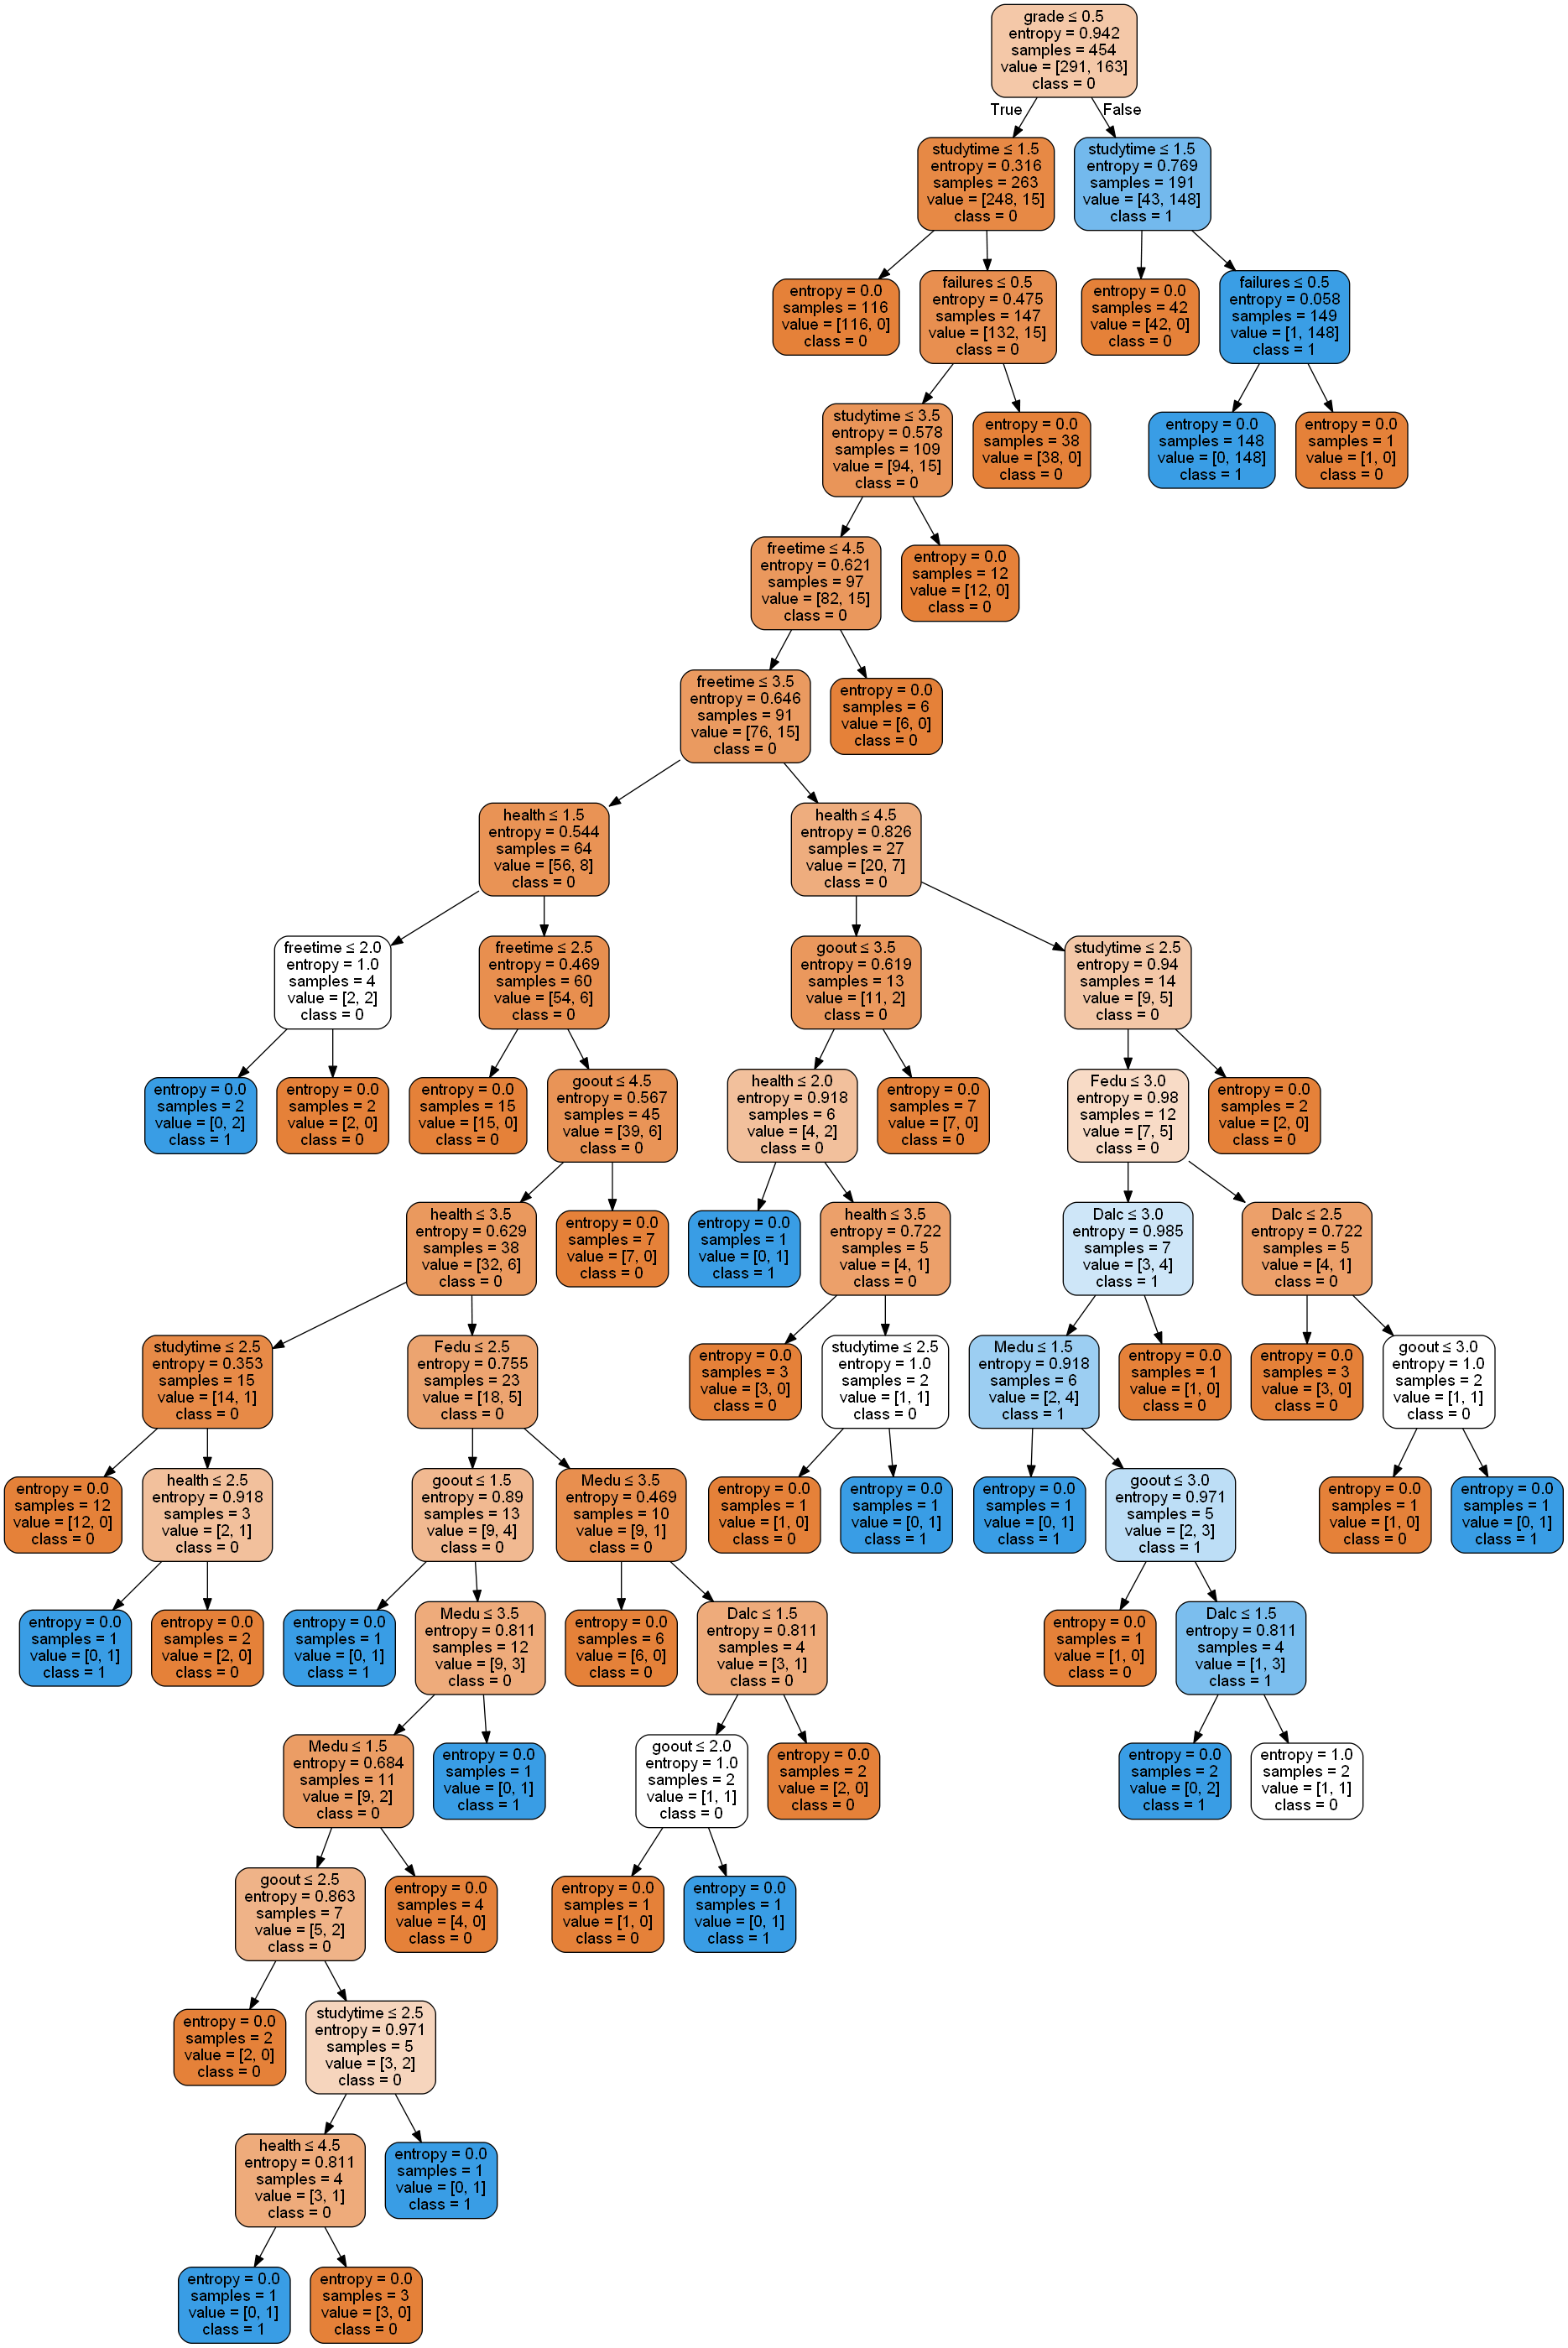 grade ≤ 0.5
entropy = 0.942
samples = 454
value = [291, 163]
class = 0
True
False
studytime ≤ 1.5
entropy = 0.316
samples = 263
value = [248, 15]
class = 0
studytime ≤ 1.5
entropy = 0.769
samples = 191
value = [43, 148]
class = 1
entropy = 0.0
samples = 116
value = [116, 0]
class = 0
failures ≤ 0.5
entropy = 0.475
samples = 147
value = [132, 15]
class = 0
entropy = 0.0
samples = 42
value = [42, 0]
class = 0
failures ≤ 0.5
entropy = 0.058
samples = 149
value = [1, 148]
class = 1
studytime ≤ 3.5
entropy = 0.578
samples = 109
value = [94, 15]
class = 0
entropy = 0.0
samples = 38
value = [38, 0]
class = 0
entropy = 0.0
samples = 148
value = [0, 148]
class = 1
entropy = 0.0
samples = 1
value = [1, 0]
class = 0
freetime ≤ 4.5
entropy = 0.621
samples = 97
value = [82, 15]
class = 0
entropy = 0.0
samples = 12
value = [12, 0]
class = 0
freetime ≤ 3.5
entropy = 0.646
samples = 91
value = [76, 15]
class = 0
entropy = 0.0
samples = 6
value = [6, 0]
class = 0
health ≤ 1.5
entropy = 0.544
samples = 64
value = [56, 8]
class = 0
health ≤ 4.5
entropy = 0.826
samples = 27
value = [20, 7]
class = 0
freetime ≤ 2.0
entropy = 1.0
samples = 4
value = [2, 2]
class = 0
freetime ≤ 2.5
entropy = 0.469
samples = 60
value = [54, 6]
class = 0
goout ≤ 3.5
entropy = 0.619
samples = 13
value = [11, 2]
class = 0
studytime ≤ 2.5
entropy = 0.94
samples = 14
value = [9, 5]
class = 0
entropy = 0.0
samples = 2
value = [0, 2]
class = 1
entropy = 0.0
samples = 2
value = [2, 0]
class = 0
entropy = 0.0
samples = 15
value = [15, 0]
class = 0
goout ≤ 4.5
entropy = 0.567
samples = 45
value = [39, 6]
class = 0
health ≤ 2.0
entropy = 0.918
samples = 6
value = [4, 2]
class = 0
entropy = 0.0
samples = 7
value = [7, 0]
class = 0
Fedu ≤ 3.0
entropy = 0.98
samples = 12
value = [7, 5]
class = 0
entropy = 0.0
samples = 2
value = [2, 0]
class = 0
health ≤ 3.5
entropy = 0.629
samples = 38
value = [32, 6]
class = 0
entropy = 0.0
samples = 7
value = [7, 0]
class = 0
entropy = 0.0
samples = 1
value = [0, 1]
class = 1
health ≤ 3.5
entropy = 0.722
samples = 5
value = [4, 1]
class = 0
Dalc ≤ 3.0
entropy = 0.985
samples = 7
value = [3, 4]
class = 1
Dalc ≤ 2.5
entropy = 0.722
samples = 5
value = [4, 1]
class = 0
studytime ≤ 2.5
entropy = 0.353
samples = 15
value = [14, 1]
class = 0
Fedu ≤ 2.5
entropy = 0.755
samples = 23
value = [18, 5]
class = 0
entropy = 0.0
samples = 3
value = [3, 0]
class = 0
studytime ≤ 2.5
entropy = 1.0
samples = 2
value = [1, 1]
class = 0
Medu ≤ 1.5
entropy = 0.918
samples = 6
value = [2, 4]
class = 1
entropy = 0.0
samples = 1
value = [1, 0]
class = 0
entropy = 0.0
samples = 3
value = [3, 0]
class = 0
goout ≤ 3.0
entropy = 1.0
samples = 2
value = [1, 1]
class = 0
entropy = 0.0
samples = 12
value = [12, 0]
class = 0
health ≤ 2.5
entropy = 0.918
samples = 3
value = [2, 1]
class = 0
goout ≤ 1.5
entropy = 0.89
samples = 13
value = [9, 4]
class = 0
Medu ≤ 3.5
entropy = 0.469
samples = 10
value = [9, 1]
class = 0
entropy = 0.0
samples = 1
value = [1, 0]
class = 0
entropy = 0.0
samples = 1
value = [0, 1]
class = 1
entropy = 0.0
samples = 1
value = [0, 1]
class = 1
goout ≤ 3.0
entropy = 0.971
samples = 5
value = [2, 3]
class = 1
entropy = 0.0
samples = 1
value = [1, 0]
class = 0
entropy = 0.0
samples = 1
value = [0, 1]
class = 1
entropy = 0.0
samples = 1
value = [0, 1]
class = 1
entropy = 0.0
samples = 2
value = [2, 0]
class = 0
entropy = 0.0
samples = 1
value = [0, 1]
class = 1
Medu ≤ 3.5
entropy = 0.811
samples = 12
value = [9, 3]
class = 0
entropy = 0.0
samples = 6
value = [6, 0]
class = 0
Dalc ≤ 1.5
entropy = 0.811
samples = 4
value = [3, 1]
class = 0
entropy = 0.0
samples = 1
value = [1, 0]
class = 0
Dalc ≤ 1.5
entropy = 0.811
samples = 4
value = [1, 3]
class = 1
Medu ≤ 1.5
entropy = 0.684
samples = 11
value = [9, 2]
class = 0
entropy = 0.0
samples = 1
value = [0, 1]
class = 1
goout ≤ 2.0
entropy = 1.0
samples = 2
value = [1, 1]
class = 0
entropy = 0.0
samples = 2
value = [2, 0]
class = 0
entropy = 0.0
samples = 2
value = [0, 2]
class = 1
entropy = 1.0
samples = 2
value = [1, 1]
class = 0
goout ≤ 2.5
entropy = 0.863
samples = 7
value = [5, 2]
class = 0
entropy = 0.0
samples = 4
value = [4, 0]
class = 0
entropy = 0.0
samples = 1
value = [1, 0]
class = 0
entropy = 0.0
samples = 1
value = [0, 1]
class = 1
entropy = 0.0
samples = 2
value = [2, 0]
class = 0
studytime ≤ 2.5
entropy = 0.971
samples = 5
value = [3, 2]
class = 0
health ≤ 4.5
entropy = 0.811
samples = 4
value = [3, 1]
class = 0
entropy = 0.0
samples = 1
value = [0, 1]
class = 1
entropy = 0.0
samples = 1
value = [0, 1]
class = 1
entropy = 0.0
samples = 3
value = [3, 0]
class = 0